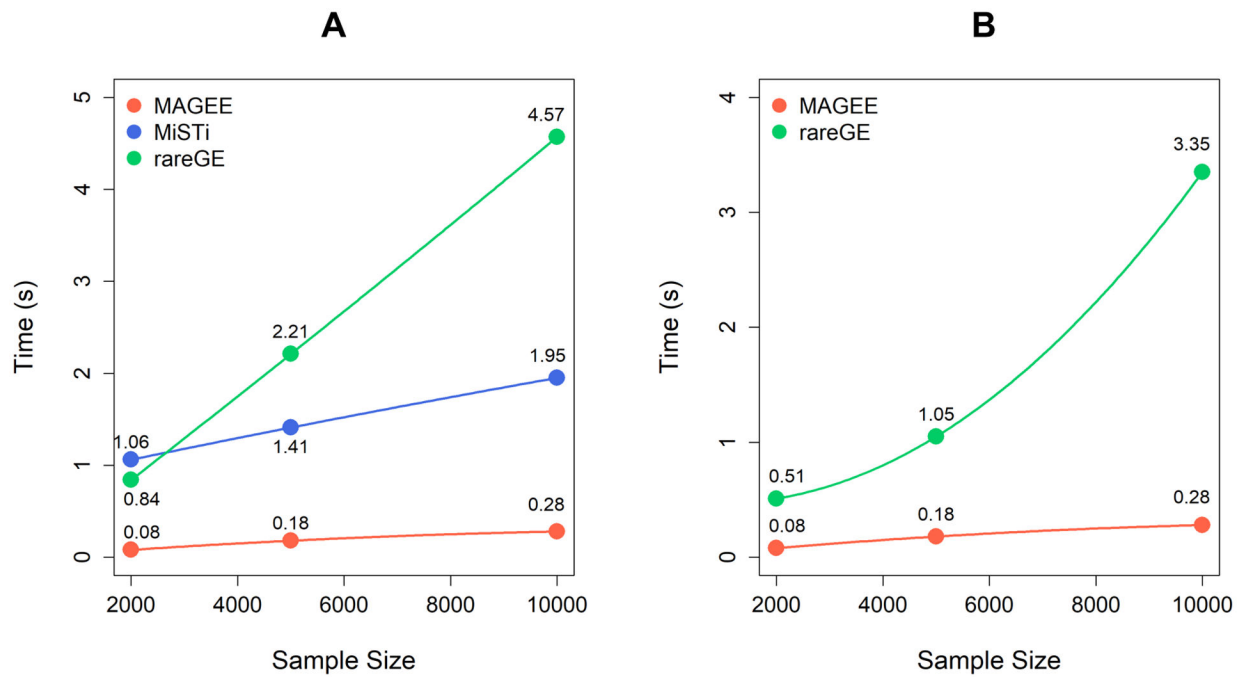 A
5
4
3
2
1
0
Time (s)
MAGEE
MiSTi
rareGE
4.57
2.21
1.95
1.06
1.41
0.84
0.08
0.18
0.28
2000 4000 6000 8000 10000
Sample Size
B
4
3
2
1
0
Time (s)
MAGEE
rareGE
3.35
1.05
0.51
0.08
0.18
0.28
2000 4000 6000 8000 10000
Sample Size